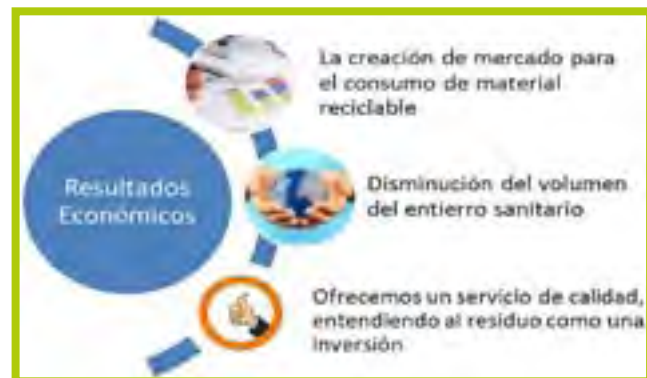 Resultados
Económicos
La creación de mercado para
el consumo de material
reciclable
Disminución del volumen
del entierro sanitario
Ofrecemos un servicio de calidad,
entendiendo al residuo como una
inversión